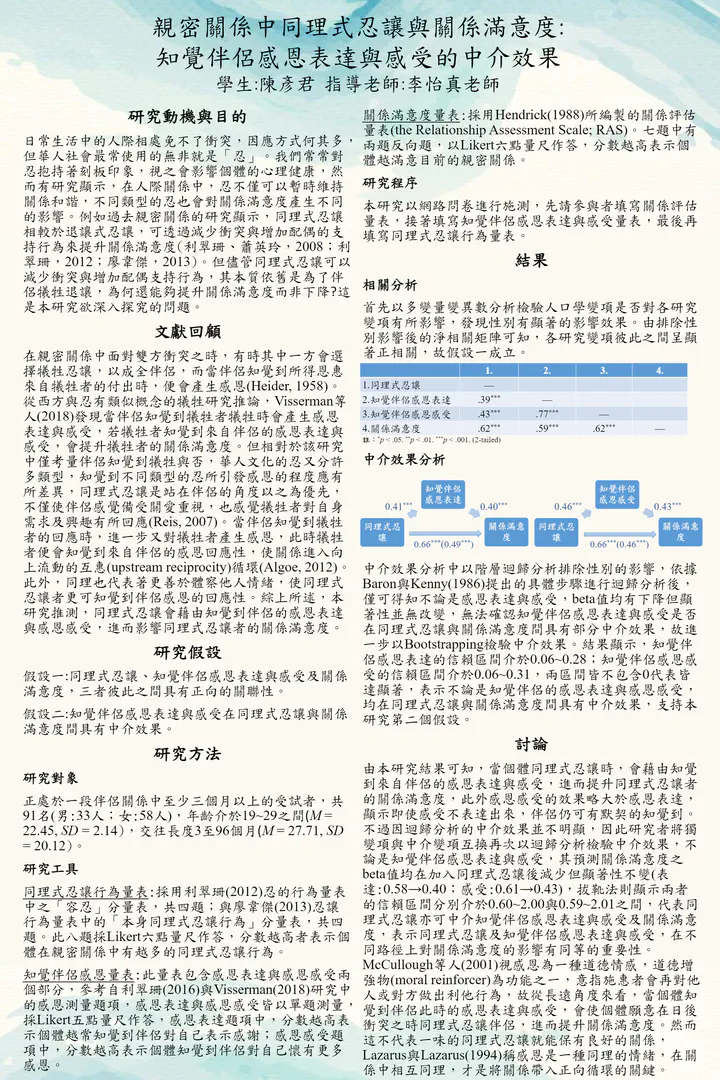 親密關係中同理式忍讓與關係滿意度:
知覺伴侶感恩表達與感受的中介效果
學生:陳彥君 指導老師:李怡真老師
研究動機與目的
日常生活中的人際相處免不了衝突，因應方式何其多，
但華人社會最常使用的無非就是「忍」。我們常常對
忍抱持著刻板印象，視之會影響個體的心理健康，然
而有研究顯示，在人際關係中，忍不僅可以暫時維持
關係和諧，不同類型的忍也會對關係滿意度產生不同
的影響。例如過去親密關係的研究顯示，同理式忍讓
相較於退讓式忍讓，可透過減少衝突與增加配偶的支
持行為來提升關係滿意度(利翠珊、蕭英玲，2008；利
翠珊，2012；廖韋傑，2013)。但儘管同理式忍讓可以
減少衝突與增加配偶支持行為，其本質依舊是為了伴
侶犧牲退讓，為何還能夠提升關係滿意度而非下降?這
是本研究欲深入探究的問題。
文獻回顧
在親密關係中面對雙方衝突之時，有時其中一方會選
擇犧牲忍讓，以成全伴侶，而當伴侶知覺到所得恩惠
來自犧牲者的付出時，便會產生感恩(Heider, 1958)。
從西方與忍有類似概念的犧牲研究推論，Visserman等
人(2018)發現當伴侶知覺到犧牲者犧牲時會產生感恩
表達與感受，若犧牲者知覺到來自伴侶的感恩表達與
感受，會提升犧牲者的關係滿意度。但相對於該研究
中僅考量伴侶知覺到犧牲與否，華人文化的忍又分許
多類型，知覺到不同類型的忍所引發感恩的程度應有
所差異，同理式忍讓是站在伴侶的角度以之為優先，
不僅使伴侶感覺備受關愛重視，也感覺犧牲者對自身
需求及興趣有所回應(Reis, 2007)。當伴侶知覺到犧牲
者的回應時，進一步又對犧牲者產生感恩，此時犧牲
者便會知覺到來自伴侶的感恩回應性，使關係進入向
上流動的互惠(upstream reciprocity)循環(Algoe, 2012)。
此外，同理也代表著更善於體察他人情緒，使同理式
忍讓者更可知覺到伴侶感恩的回應性。綜上所述，本
研究推測，同理式忍讓會藉由知覺到伴侶的感恩表達
與感恩感受，進而影響同理式忍讓者的關係滿意度。
研究假設
假設一:同理式忍讓、知覺伴侶感恩表達與感受及關係
滿意度，三者彼此之間具有正向的關聯性。
假設二:知覺伴侶感恩表達與感受在同理式忍讓與關係
滿意度間具有中介效果。
研究方法
研究對象
正處於一段伴侶關係中至少三個月以上的受試者，共
91名(男:33人；女:58人)，年齡介於19~29之間(M =
22.45, SD = 2.14)，交往長度3至96個月(M = 27.71, SD
= 20.12)。
研究工具
同理式忍讓行為量表:採用利翠珊(2012)忍的行為量表
中之「容忍」分量表，共四題；與廖韋傑(2013)忍讓
行為量表中的「本身同理式忍讓行為」分量表，共四
題。此八題採Likert六點量尺作答，分數越高者表示個
體在親密關係中有越多的同理式忍讓行為。
知覺伴侶感恩量表:此量表包含感恩表達與感恩感受兩
個部分，參考自利翠珊(2016)與Visserman(2018)研究中
的感恩測量題項，感恩表達與感恩感受皆以單題測量，
採Likert五點量尺作答，感恩表達題項中，分數越高表
示個體越常知覺到伴侶對自己表示感謝；感恩感受題
項中，分數越高表示個體知覺到伴侶對自己懷有更多
感恩。
關係滿意度量表:採用Hendrick(1988)所編製的關係評估
量表(the Relationship Assessment Scale; RAS)。七題中有
兩題反向題，以Likert六點量尺作答，分數越高表示個
體越滿意目前的親密關係。
研究程序
本研究以網路問卷進行施測，先請參與者填寫關係評估
量表，接著填寫知覺伴侶感恩表達與感受量表，最後再
填寫同理式忍讓行為量表。
結果
相關分析
首先以多變量變異數分析檢驗人口學變項是否對各研究
變項有所影響，發現性別有顯著的影響效果。由排除性
別影響後的淨相關矩陣可知，各研究變項彼此之間呈顯
著正相關，故假設一成立。
1. 2. 3. 4.
1.同理式忍讓 —
2.知覺伴侶感恩表達 .39*** —
3.知覺伴侶感恩感受 .43*** .77*** —
4.關係滿意度 .62*** .59*** .62*** —
註：*p < .05. **p < .01. ***p < .001. (2-tailed)
中介效果分析
知覺伴侶
感恩表達
0.41*** 0.40***
同理式忍
讓
關係滿意
度
0.66***(0.49***)
知覺伴侶
感恩感受
0.46*** 0.43***
同理式忍
讓
關係滿意
度
0.66***(0.46***)
中介效果分析中以階層迴歸分析排除性別的影響，依據
Baron與Kenny(1986)提出的具體步驟進行迴歸分析後，
僅可得知不論是感恩表達與感受，beta值均有下降但顯
著性並無改變，無法確認知覺伴侶感恩表達與感受是否
在同理式忍讓與關係滿意度間具有部分中介效果，故進
一步以Bootstrapping檢驗中介效果。結果顯示，知覺伴
侶感恩表達的信賴區間介於0.06~0.28；知覺伴侶感恩感
受的信賴區間介於0.06~0.31，兩區間皆不包含0代表皆
達顯著，表示不論是知覺伴侶的感恩表達與感恩感受，
均在同理式忍讓與關係滿意度間具有中介效果，支持本
研究第二個假設。
討論
由本研究結果可知，當個體同理式忍讓時，會藉由知覺
到來自伴侶的感恩表達與感受，進而提升同理式忍讓者
的關係滿意度，此外感恩感受的效果略大於感恩表達，
顯示即使感受不表達出來，伴侶仍可有默契的知覺到。
不過因迴歸分析的中介效果並不明顯，因此研究者將獨
變項與中介變項互換再次以迴歸分析檢驗中介效果，不
論是知覺伴侶感恩表達與感受，其預測關係滿意度之
beta值均在加入同理式忍讓後減少但顯著性不變(表
達:0.58→0.40；感受:0.61→0.43)，拔靴法則顯示兩者
的信賴區間分別介於0.60~2.00與0.59~2.01之間，代表同
理式忍讓亦可中介知覺伴侶感恩表達與感受及關係滿意
度，表示同理式忍讓及知覺伴侶感恩表達與感受，在不
同路徑上對關係滿意度的影響有同等的重要性。
McCullough等人(2001)視感恩為一種道德情感，道德增
強物(moral reinforcer)為功能之一，意指施惠者會再對他
人或對方做出利他行為，故從長遠角度來看，當個體知
覺到伴侶此時的感恩表達與感受，會使個體願意在日後
衝突之時同理式忍讓伴侶，進而提升關係滿意度。然而
這不代表一味的同理式忍讓就能保有良好的關係，
Lazarus與Lazarus(1994)稱感恩是一種同理的情緒，在關
係中相互同理，才是將關係帶入正向循環的關鍵。